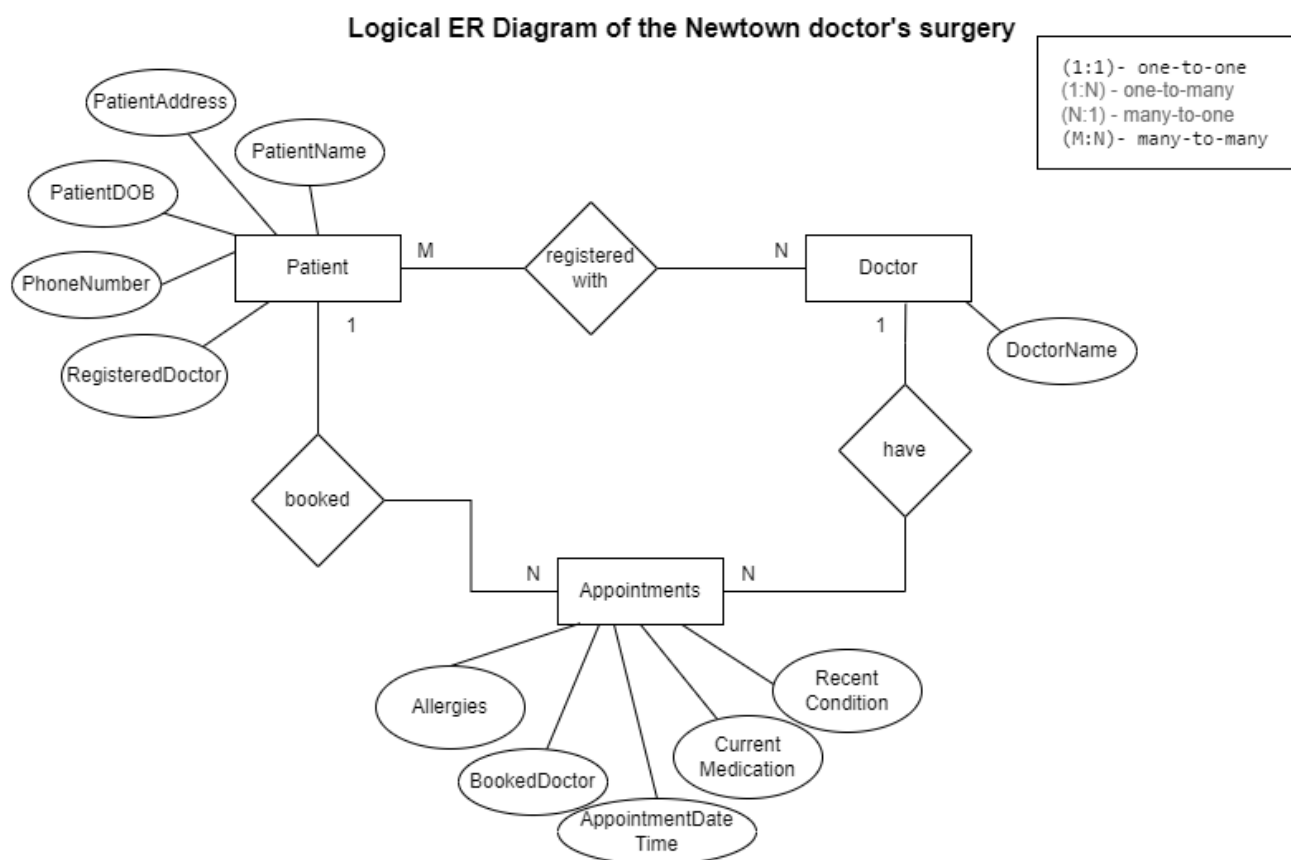 Logical ER Diagram of the Newtown doctor's surgery
(1:1)- one-to-one
(1:N) - one-to-many
(N:1) - many-to-one
(M:N)- many-to-many
PatientAddress
PatientName
PatientDOB
PhoneNumber
RegisteredDoctor
Patient
M
registered
with
N
Doctor
1
1
DoctorName
booked
have
N
Appointments
N
Allergies
BookedDoctor
AppointmentDate
Time
Current
Medication
Recent
Condition